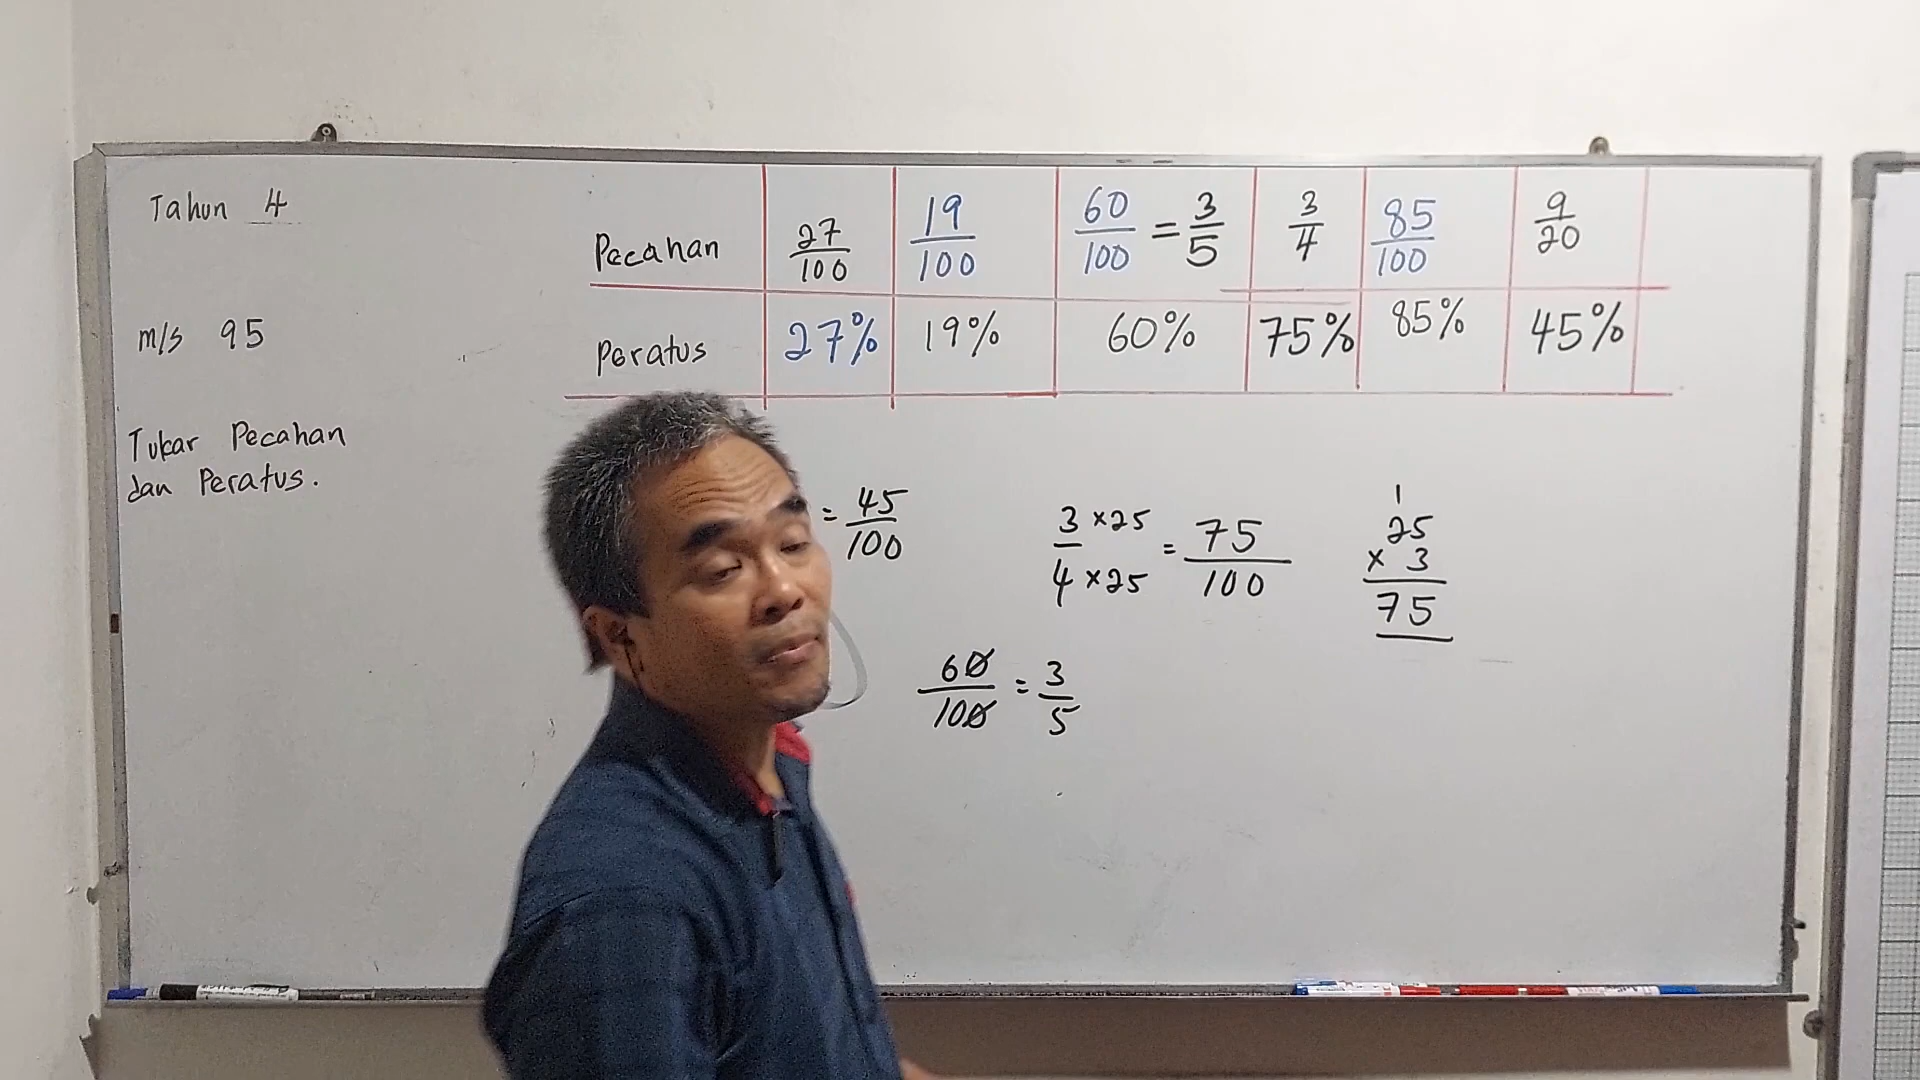 Tahun 4
m/s 95
Tukar Pecahan
dan Peratus.
Pecahan 27/100 19/100 60/100 = 3/5 3/4 85/100 9/20
Peratus 27% 19% 60% 75% 85% 45%
= 45/100
3 ×25 / 4 ×25 = 75/100
1
25
× 3
75
60/100 = 3/5